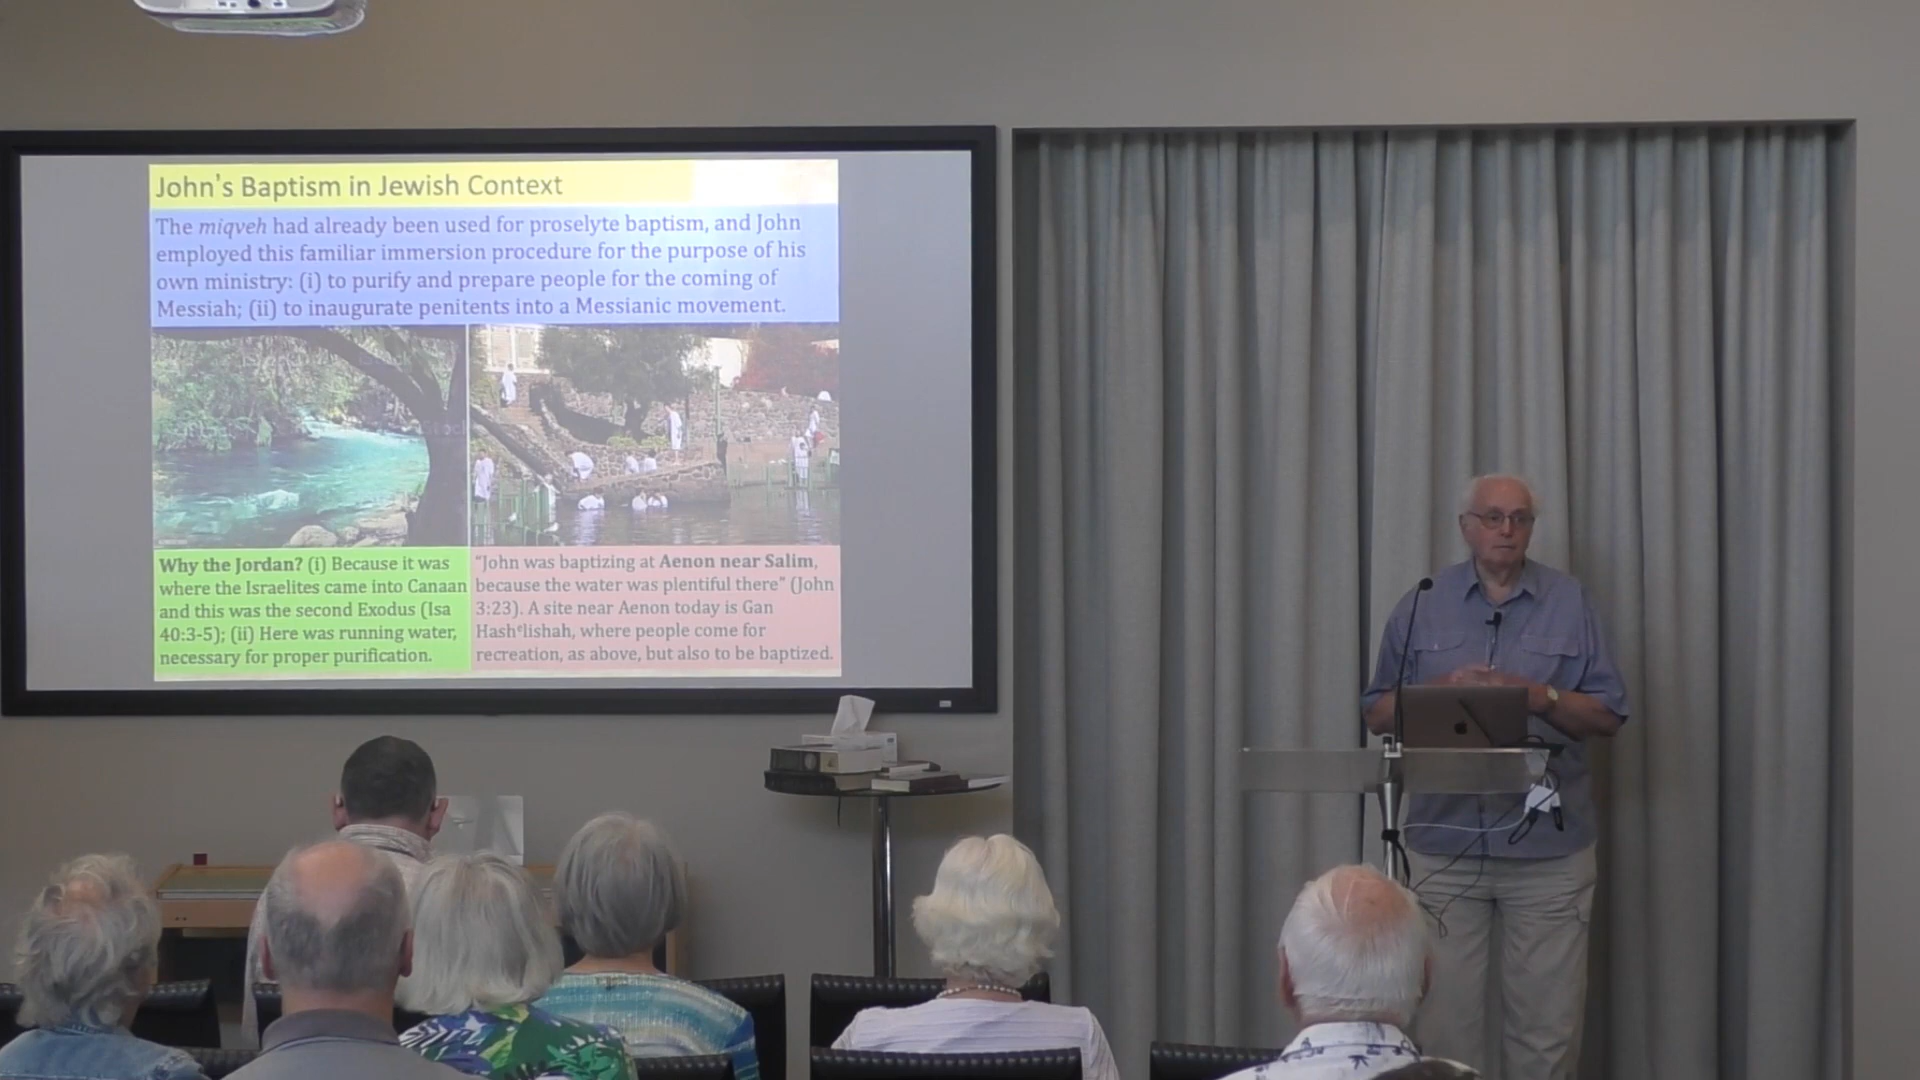 John's Baptism in Jewish Context
The miqveh had already been used for proselyte baptism, and John
employed this familiar immersion procedure for the purpose of his
own ministry: (i) to purify and prepare people for the coming of
Messiah; (ii) to inaugurate penitents into a Messianic movement.
Why the Jordan? (i) Because it was
where the Israelites came into Canaan
and this was the second Exodus (Isa
40:3-5); (ii) Here was running water,
necessary for proper purification.
"John was baptizing at Aenon near Salim,
because the water was plentiful there" (John
3:23). A site near Aenon today is Gan
Hashᵉlishah, where people come for
recreation, as above, but also to be baptized.